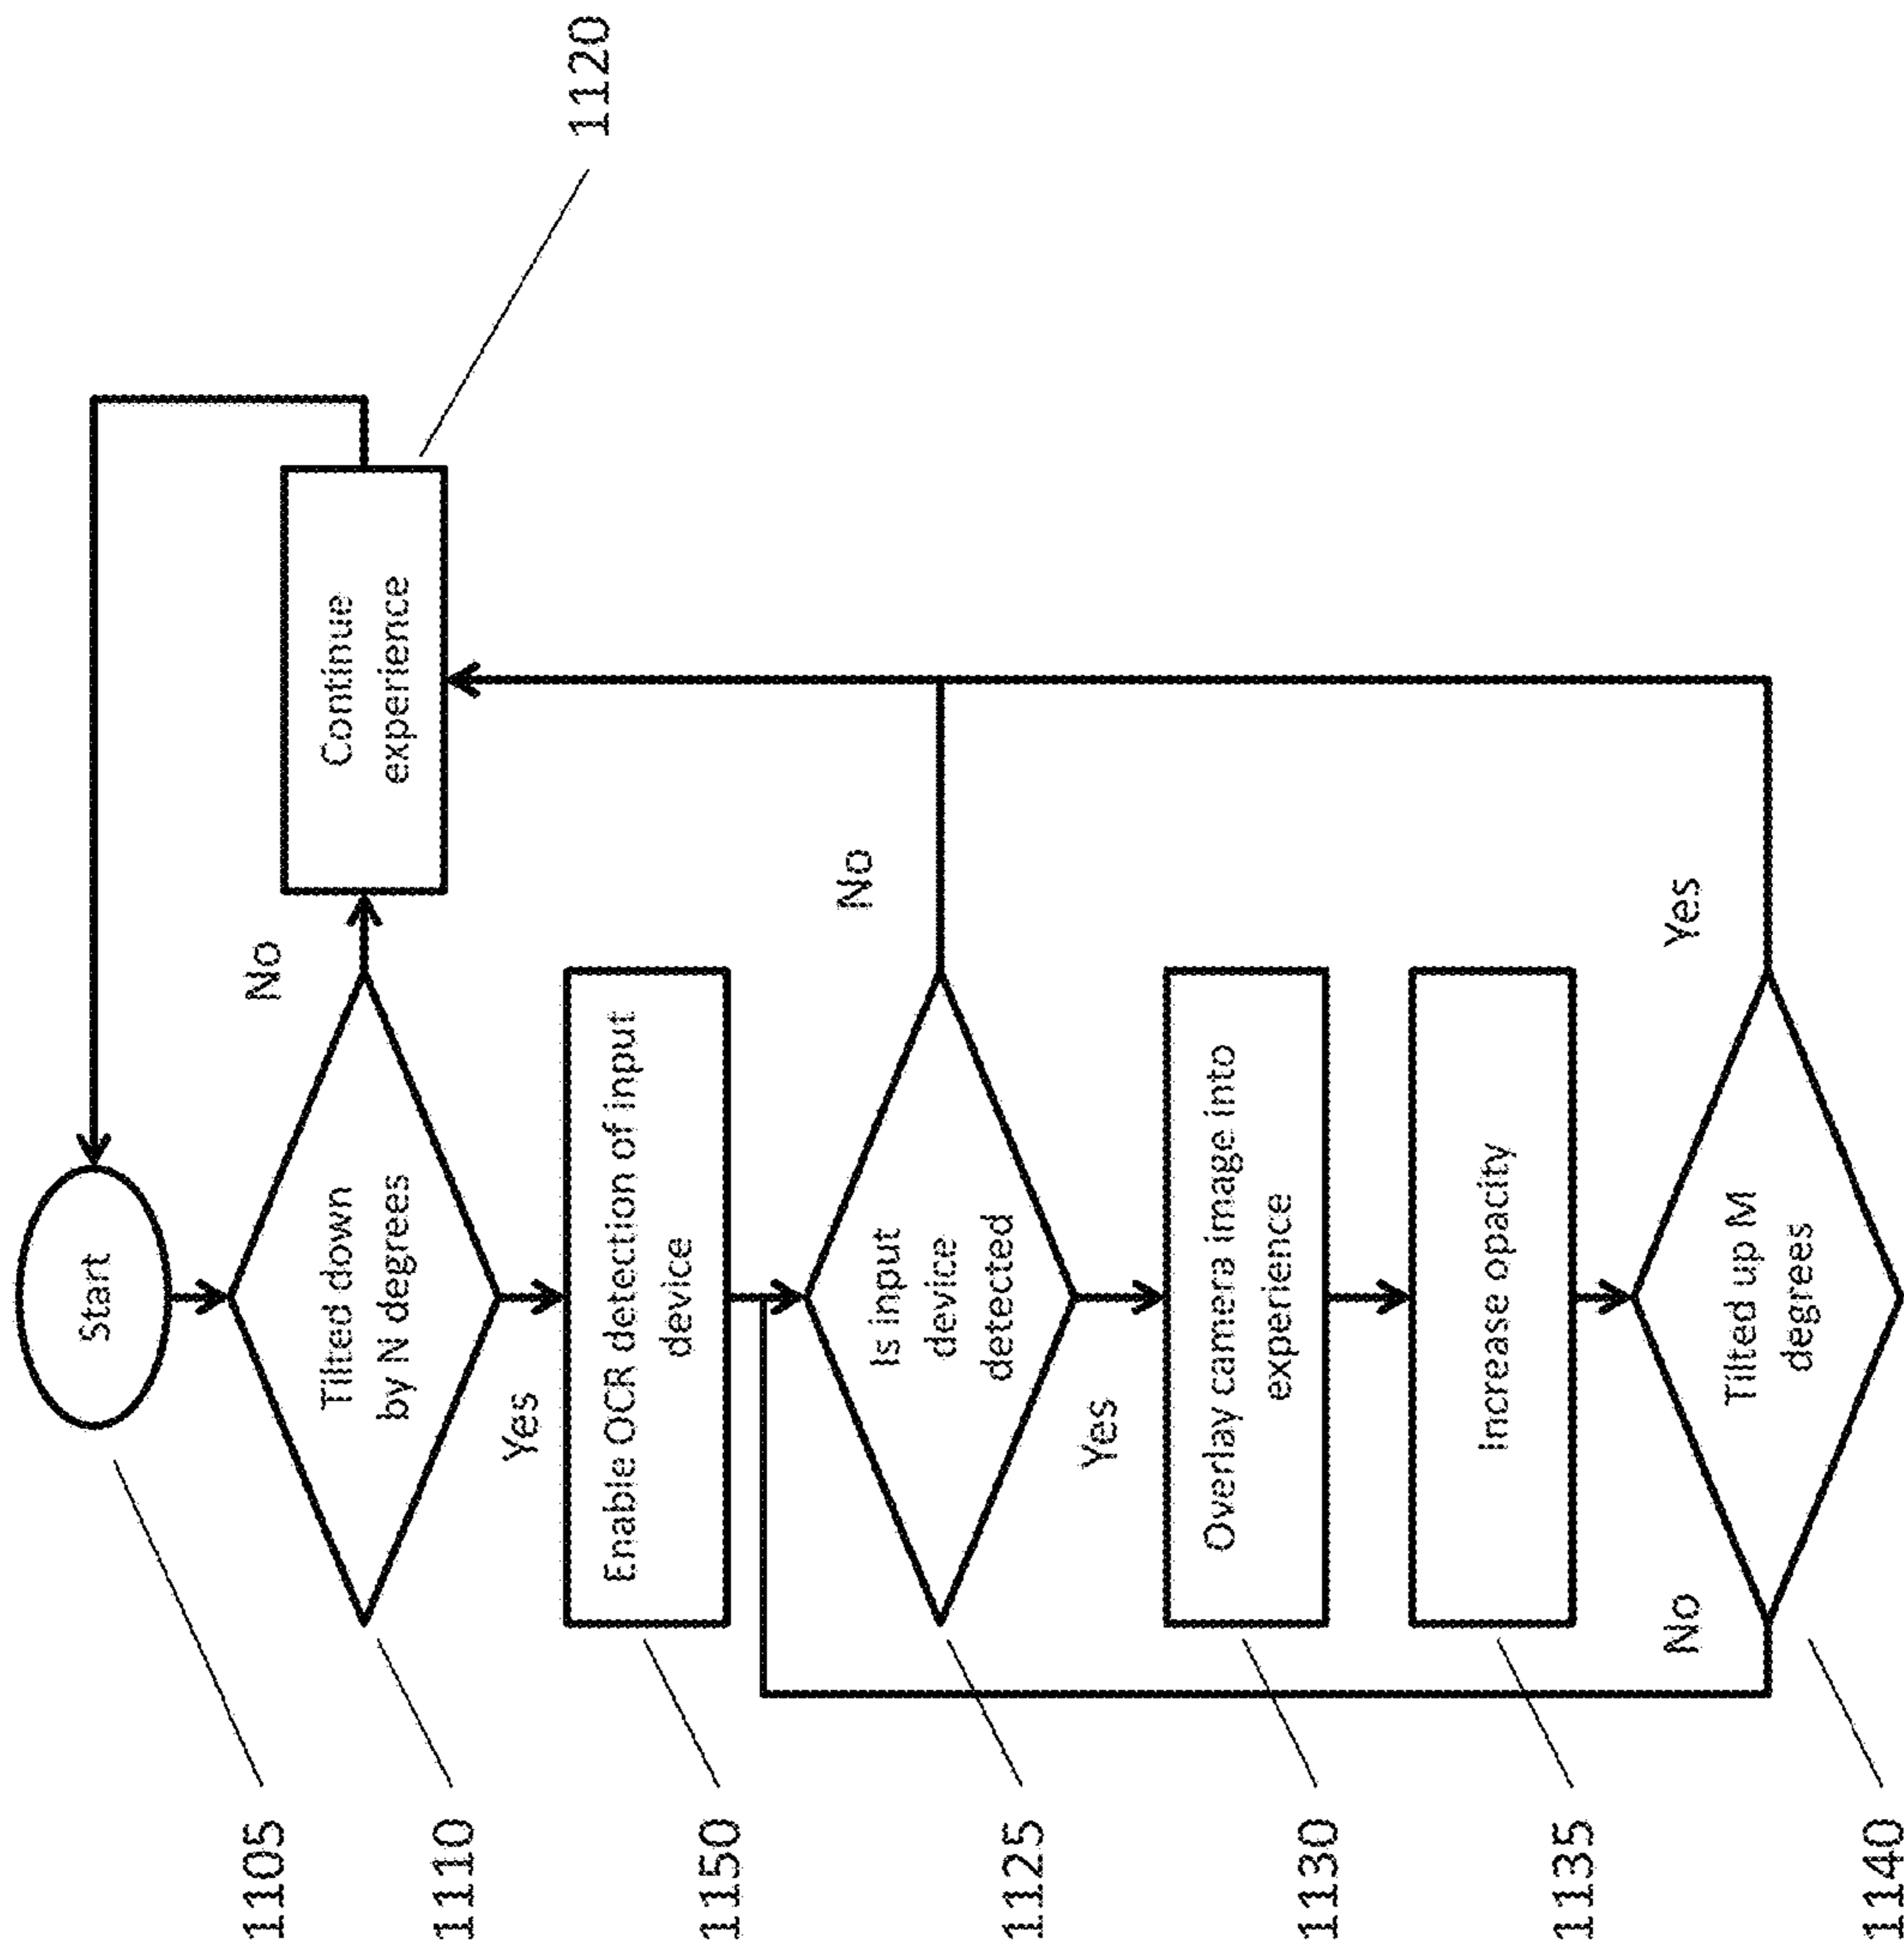 Start
1105
Tilted down
by N degrees
1110
No
Continue
experience
1120
Yes
Enable OCR detection of input
device
1150
Is input
device
detected
1125
No
Yes
Overlay camera image into
experience
1130
Increase opacity
1135
Tilted up M
degrees
1140
No
Yes